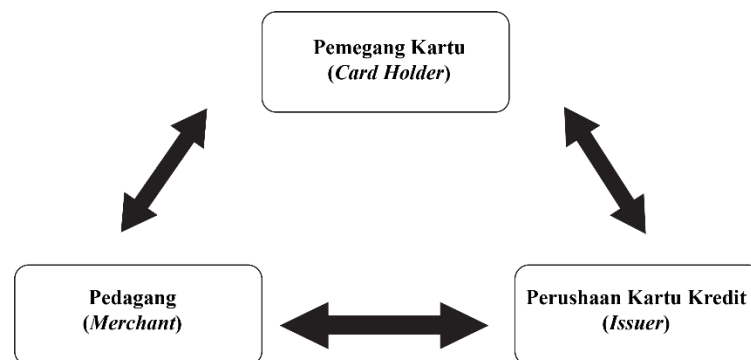 Pemegang Kartu
(Card Holder)
Pedagang
(Merchant)
Perushaan Kartu Kredit
(Issuer)